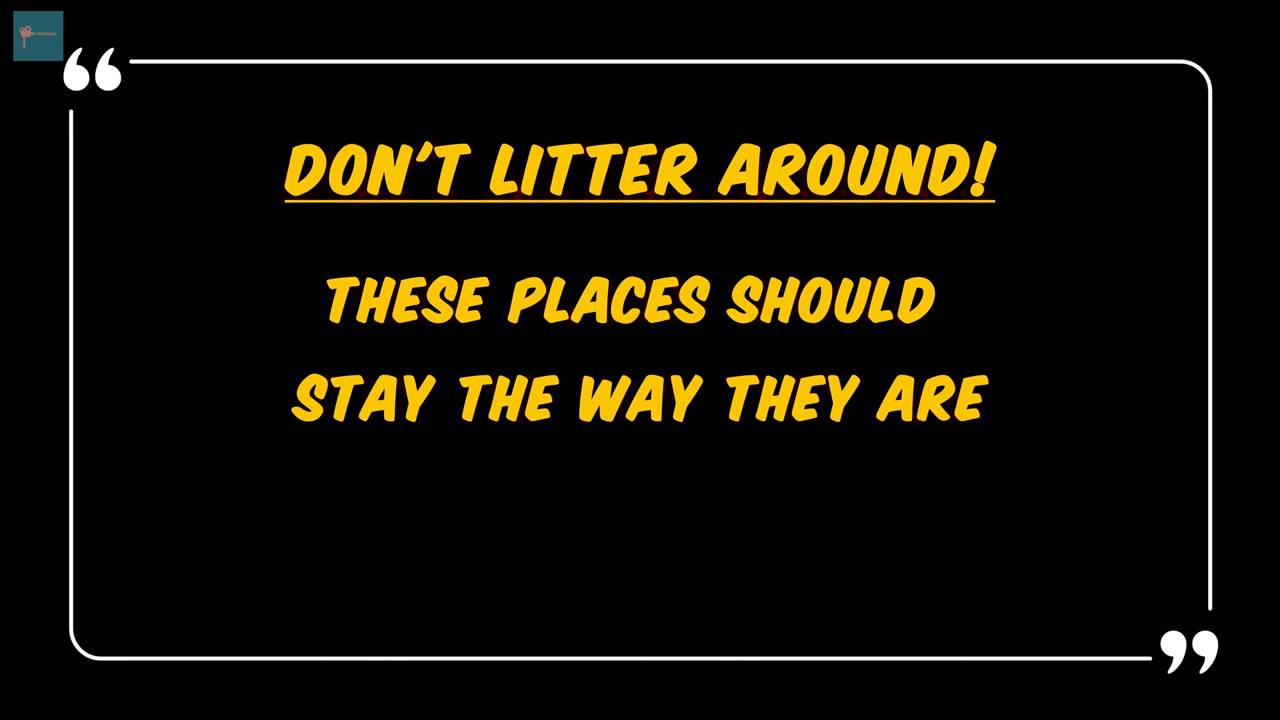 DON'T LITTER AROUND!
THESE PLACES SHOULD
STAY THE WAY THEY ARE